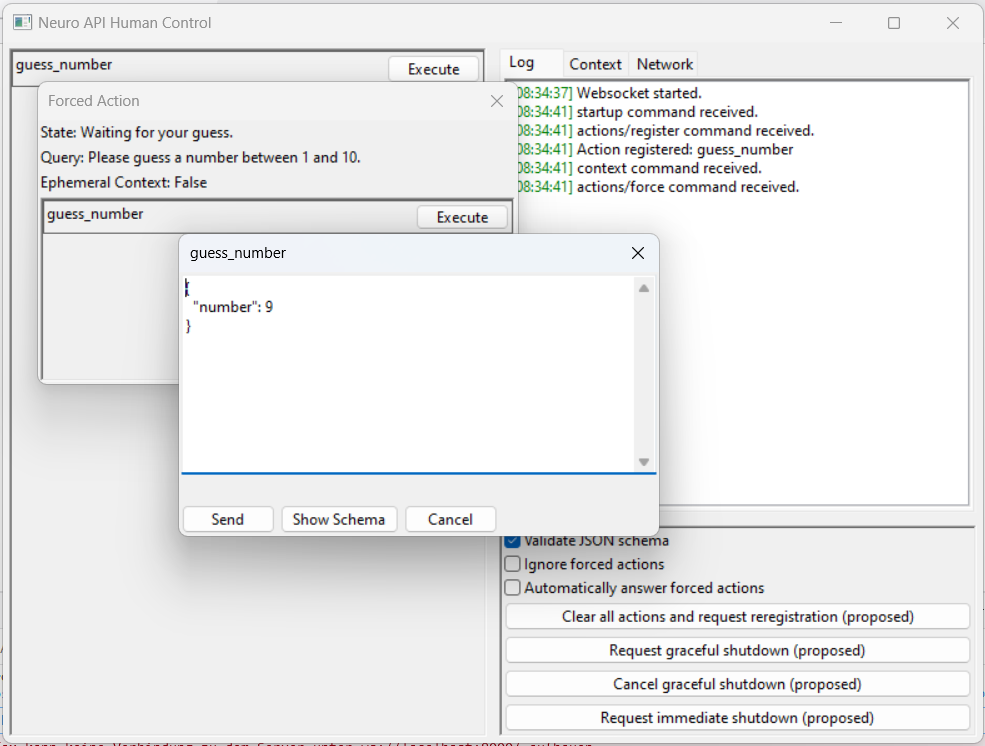 Neuro API Human Control
guess_number
Execute
Forced Action
State: Waiting for your guess.
Query: Please guess a number between 1 and 10.
Ephemeral Context: False
guess_number
Execute
guess_number
{
"number": 9
}
Send
Show Schema
Cancel
Log
Context
Network
08:34:37] Websocket started.
08:34:41] startup command received.
08:34:41] actions/register command received.
08:34:41] Action registered: guess_number
08:34:41] context command received.
08:34:41] actions/force command received.
Validate JSON schema
Ignore forced actions
Automatically answer forced actions
Clear all actions and request reregistration (proposed)
Request graceful shutdown (proposed)
Cancel graceful shutdown (proposed)
Request immediate shutdown (proposed)